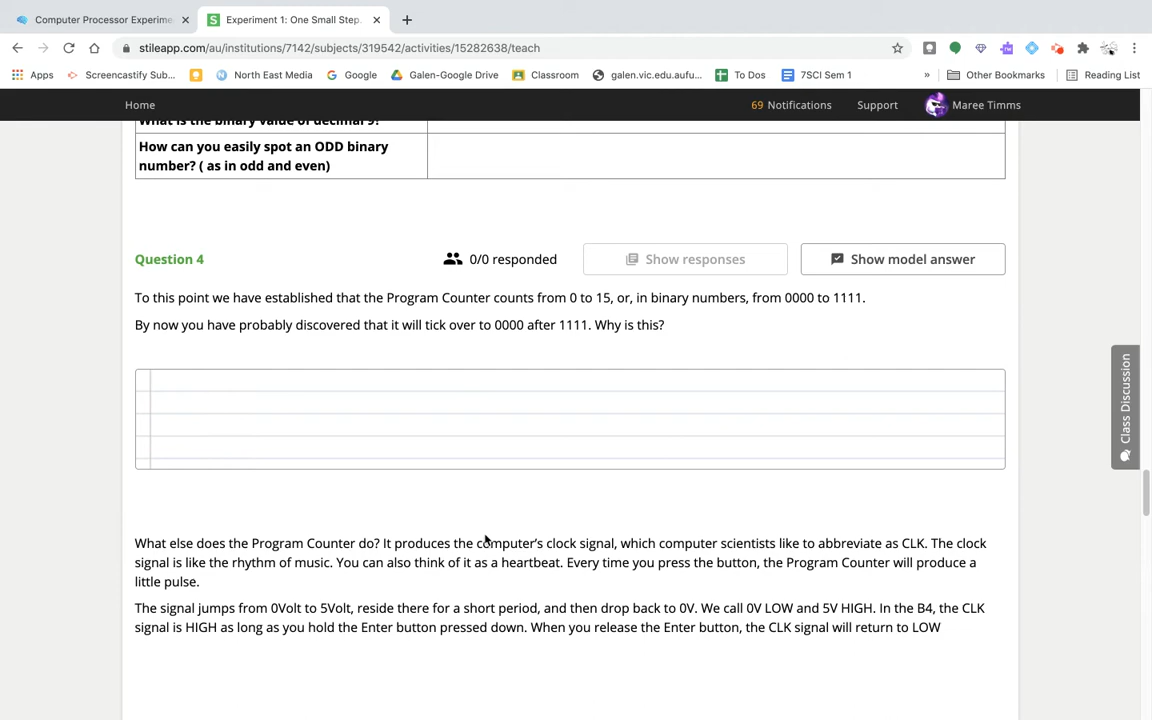 Computer Processor Experime
Experiment 1: One Small Step.
stileapp.com/au/institutions/7142/subjects/319542/activities/15282638/teach
Apps
Screencastify Sub...
North East Media
Google
Galen-Google Drive
Classroom
galen.vic.edu.aufu...
To Dos
7SCI Sem 1
»
Other Bookmarks
Reading List
Home
69 Notifications
Support
Maree Timms
What is the binary value of decimal 9?
How can you easily spot an ODD binary
number? ( as in odd and even)
Question 4
0/0 responded
Show responses
Show model answer
To this point we have established that the Program Counter counts from 0 to 15, or, in binary numbers, from 0000 to 1111.
By now you have probably discovered that it will tick over to 0000 after 1111. Why is this?
Class Discussion
What else does the Program Counter do? It produces the computer's clock signal, which computer scientists like to abbreviate as CLK. The clock
signal is like the rhythm of music. You can also think of it as a heartbeat. Every time you press the button, the Program Counter will produce a
little pulse.
The signal jumps from 0Volt to 5Volt, reside there for a short period, and then drop back to 0V. We call 0V LOW and 5V HIGH. In the B4, the CLK
signal is HIGH as long as you hold the Enter button pressed down. When you release the Enter button, the CLK signal will return to LOW